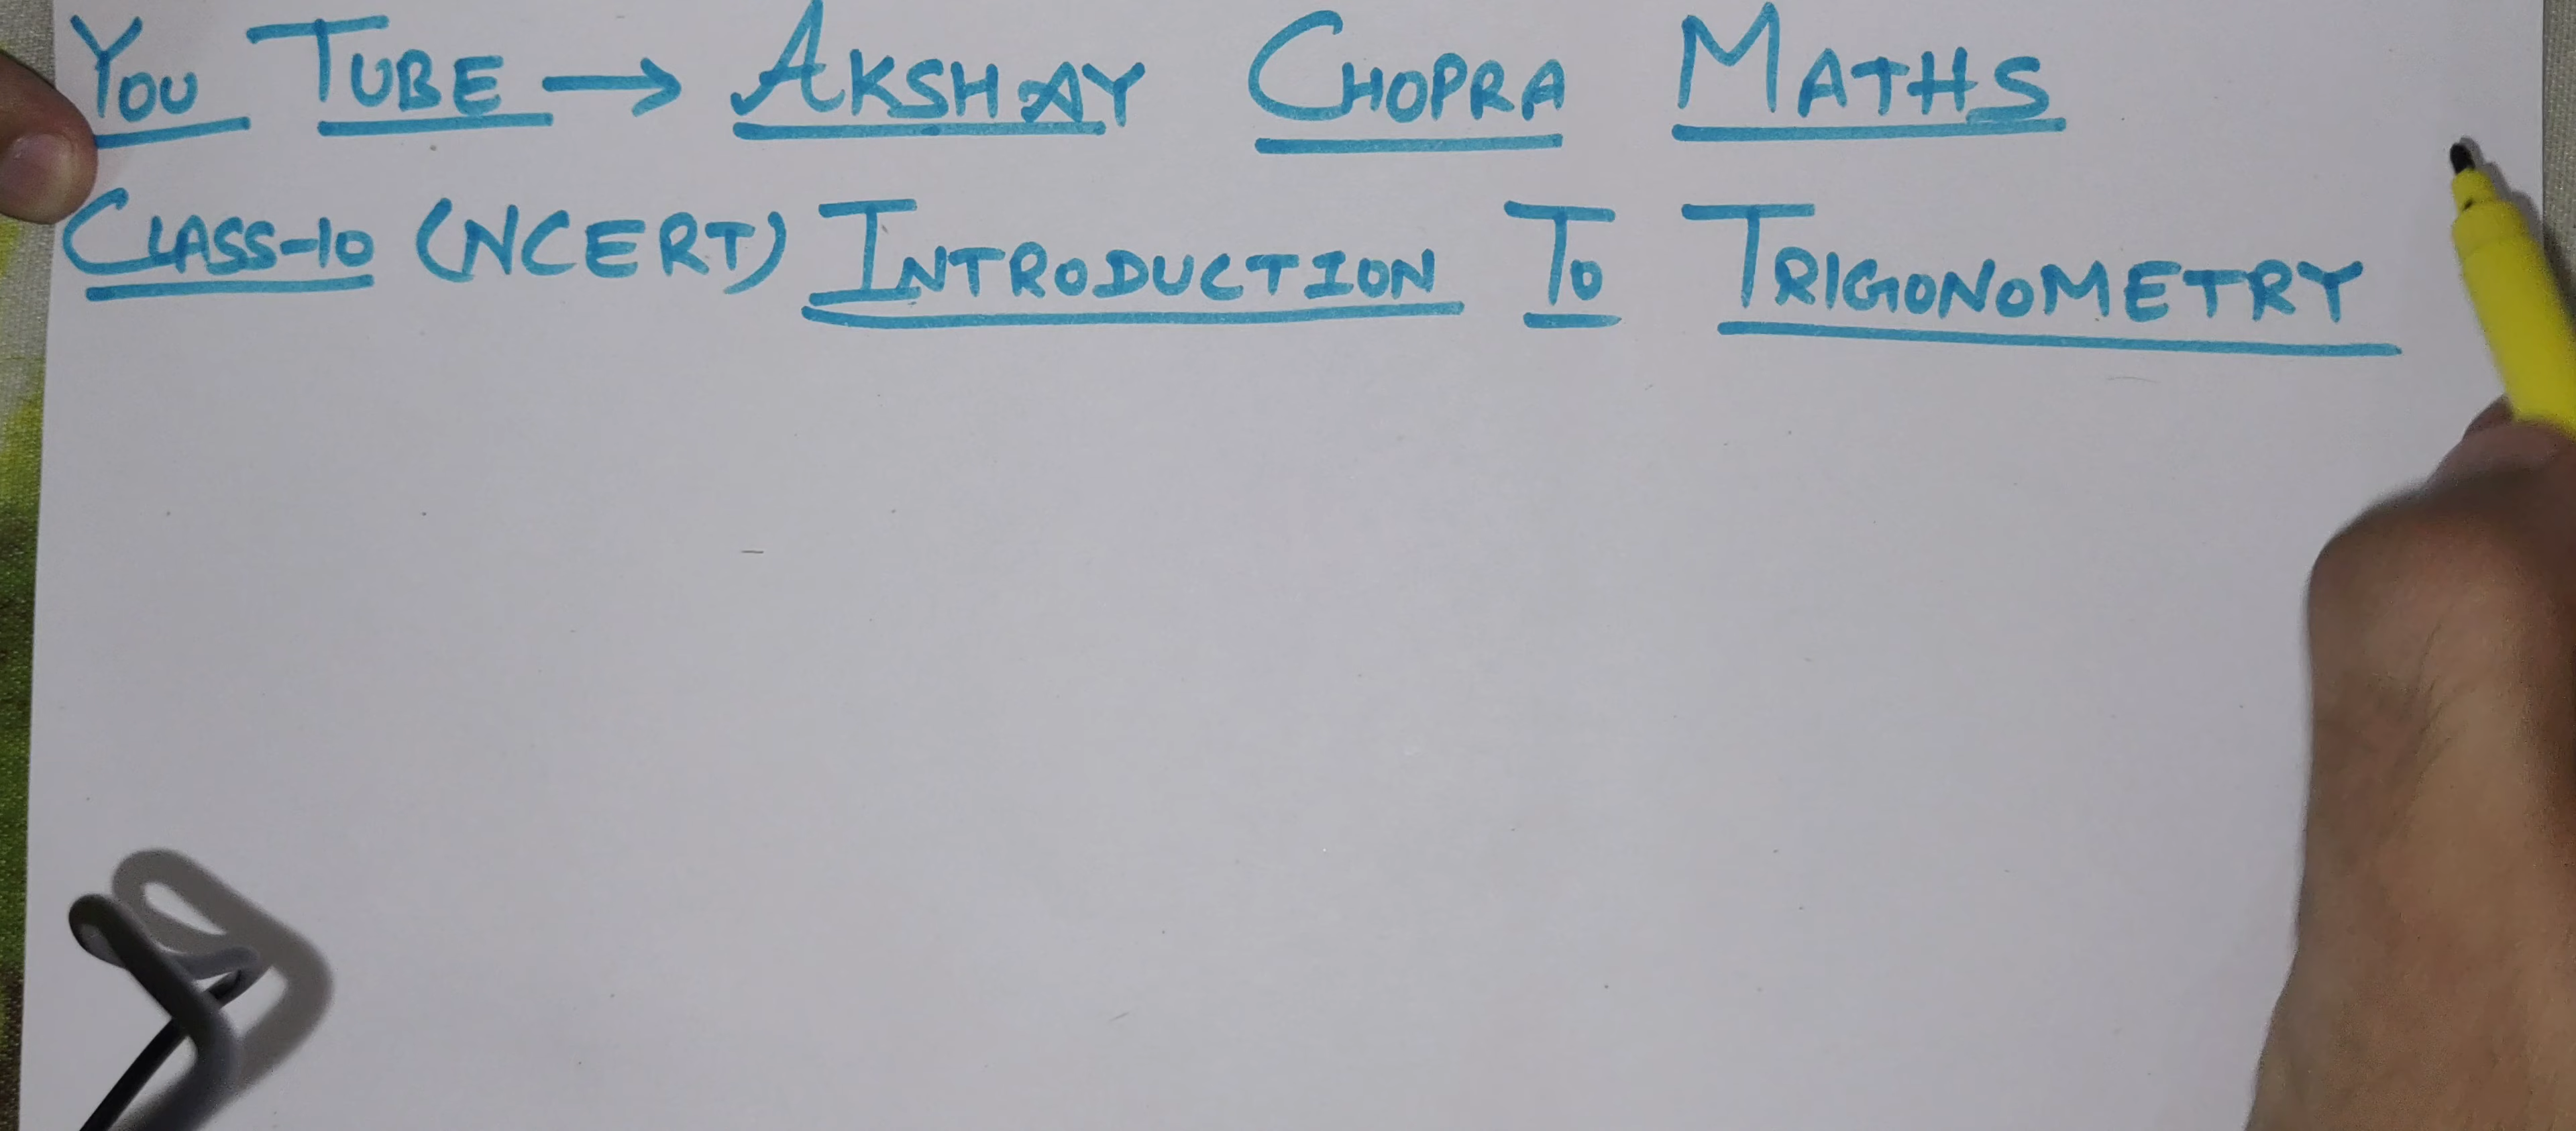 YOU TUBE → AKSHAY CHOPRA MATHS
CLASS-10 (NCERT) INTRODUCTION TO TRIGONOMETRY